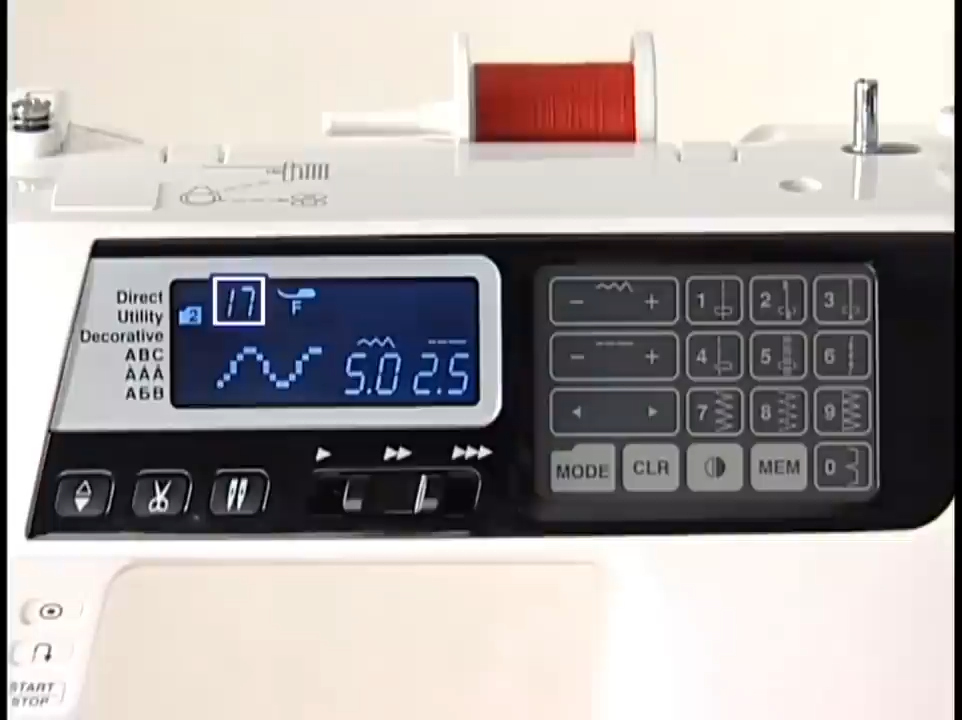 Direct
Utility
Decorative
ABC
ÀÄÅ
АБВ
2
17
F
5.0 2.5
- +
- +
1 2 3
4 5 6
7 8 9
MODE CLR MEM 0
START
STOP